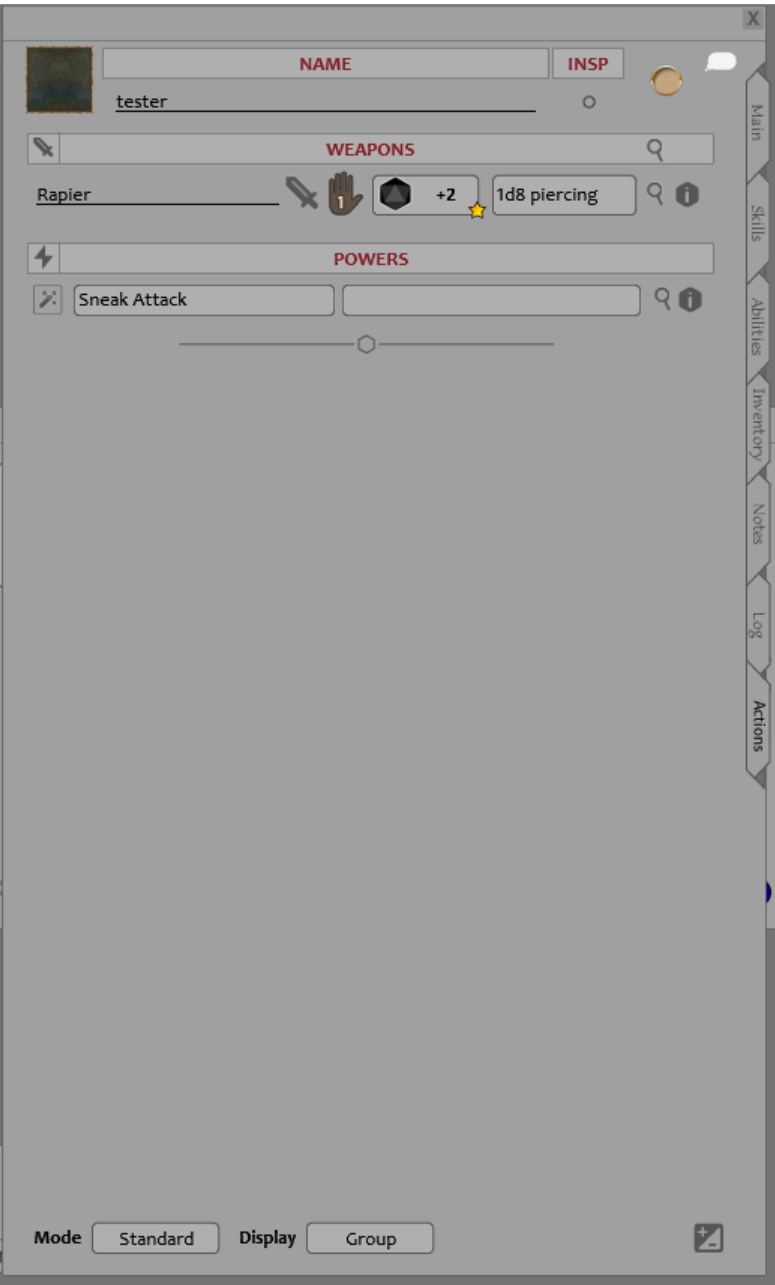 X
NAME
INSP
tester
WEAPONS
Rapier
1
+2
1d8 piercing
i
POWERS
Sneak Attack
i
Main
Skills
Abilities
Inventory
Notes
Log
Actions
Mode Standard Display Group